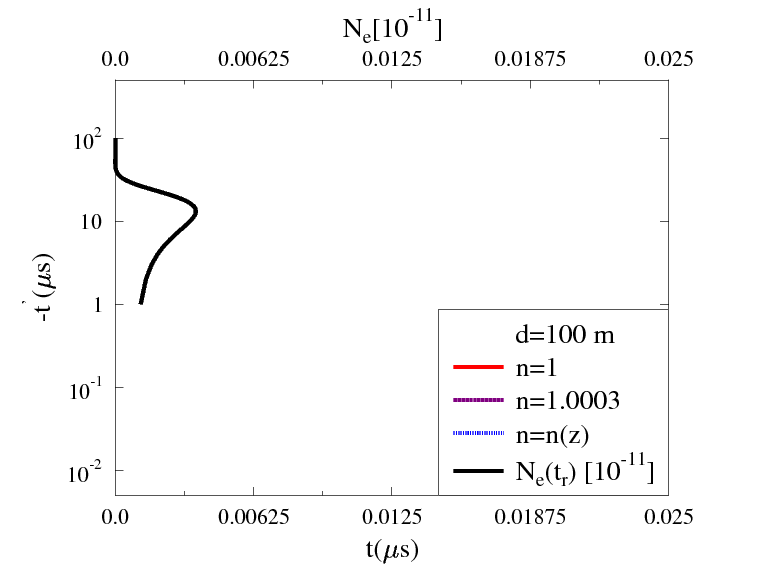 Nₑ[10⁻¹¹]
0.0 0.00625 0.0125 0.01875 0.025
10²
10
1
10⁻¹
10⁻²
-t'(μs)
d=100 m
n=1
n=1.0003
n=n(z)
Nₑ(tᵣ) [10⁻¹¹]
0.0 0.00625 0.0125 0.01875 0.025
t(μs)